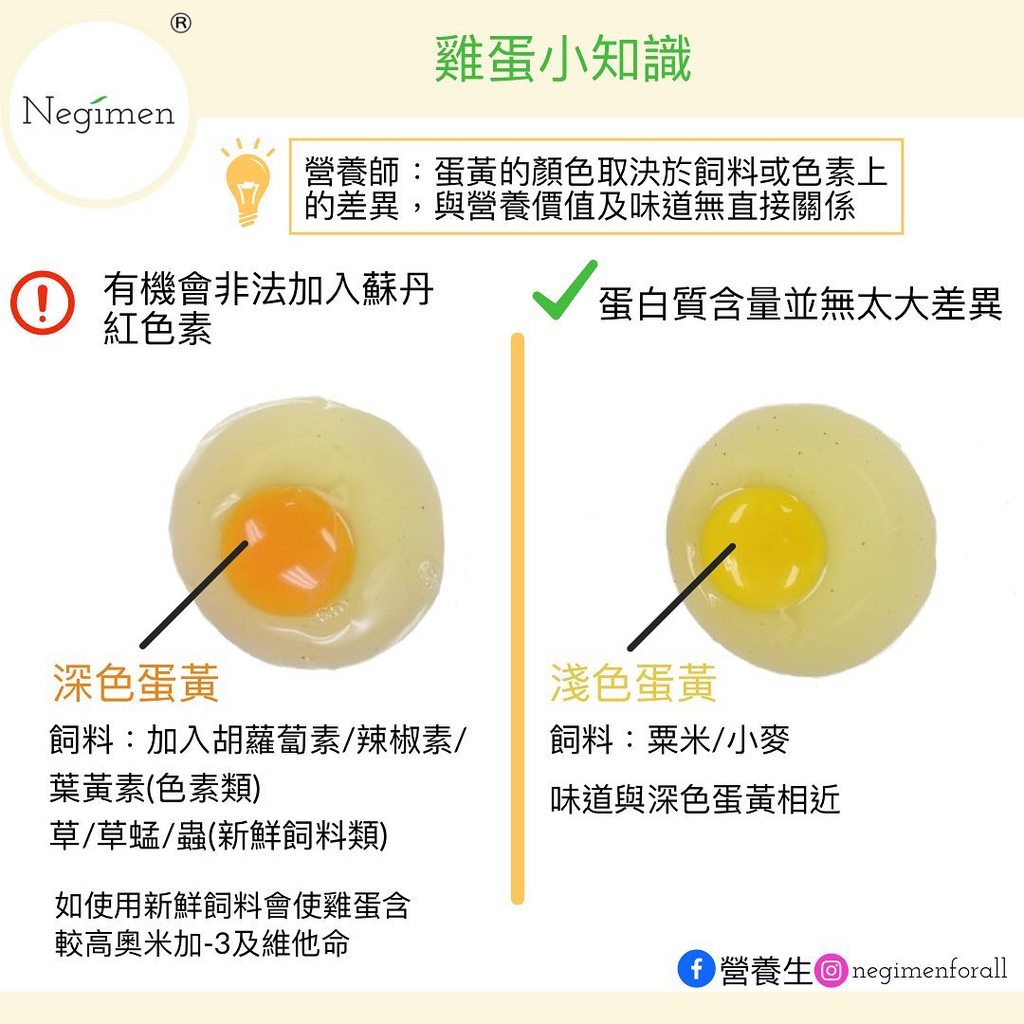 ®
Negimen
雞蛋小知識
營養師：蛋黃的顏色取決於飼料或色素上
的差異，與營養價值及味道無直接關係
有機會非法加入蘇丹
紅色素
蛋白質含量並無太大差異
深色蛋黃
飼料：加入胡蘿蔔素/辣椒素/
葉黃素(色素類)
草/草蜢/蟲(新鮮飼料類)
如使用新鮮飼料會使雞蛋含
較高奧米加-3及維他命
淺色蛋黃
飼料：粟米/小麥
味道與深色蛋黃相近
營養生 negimenforall